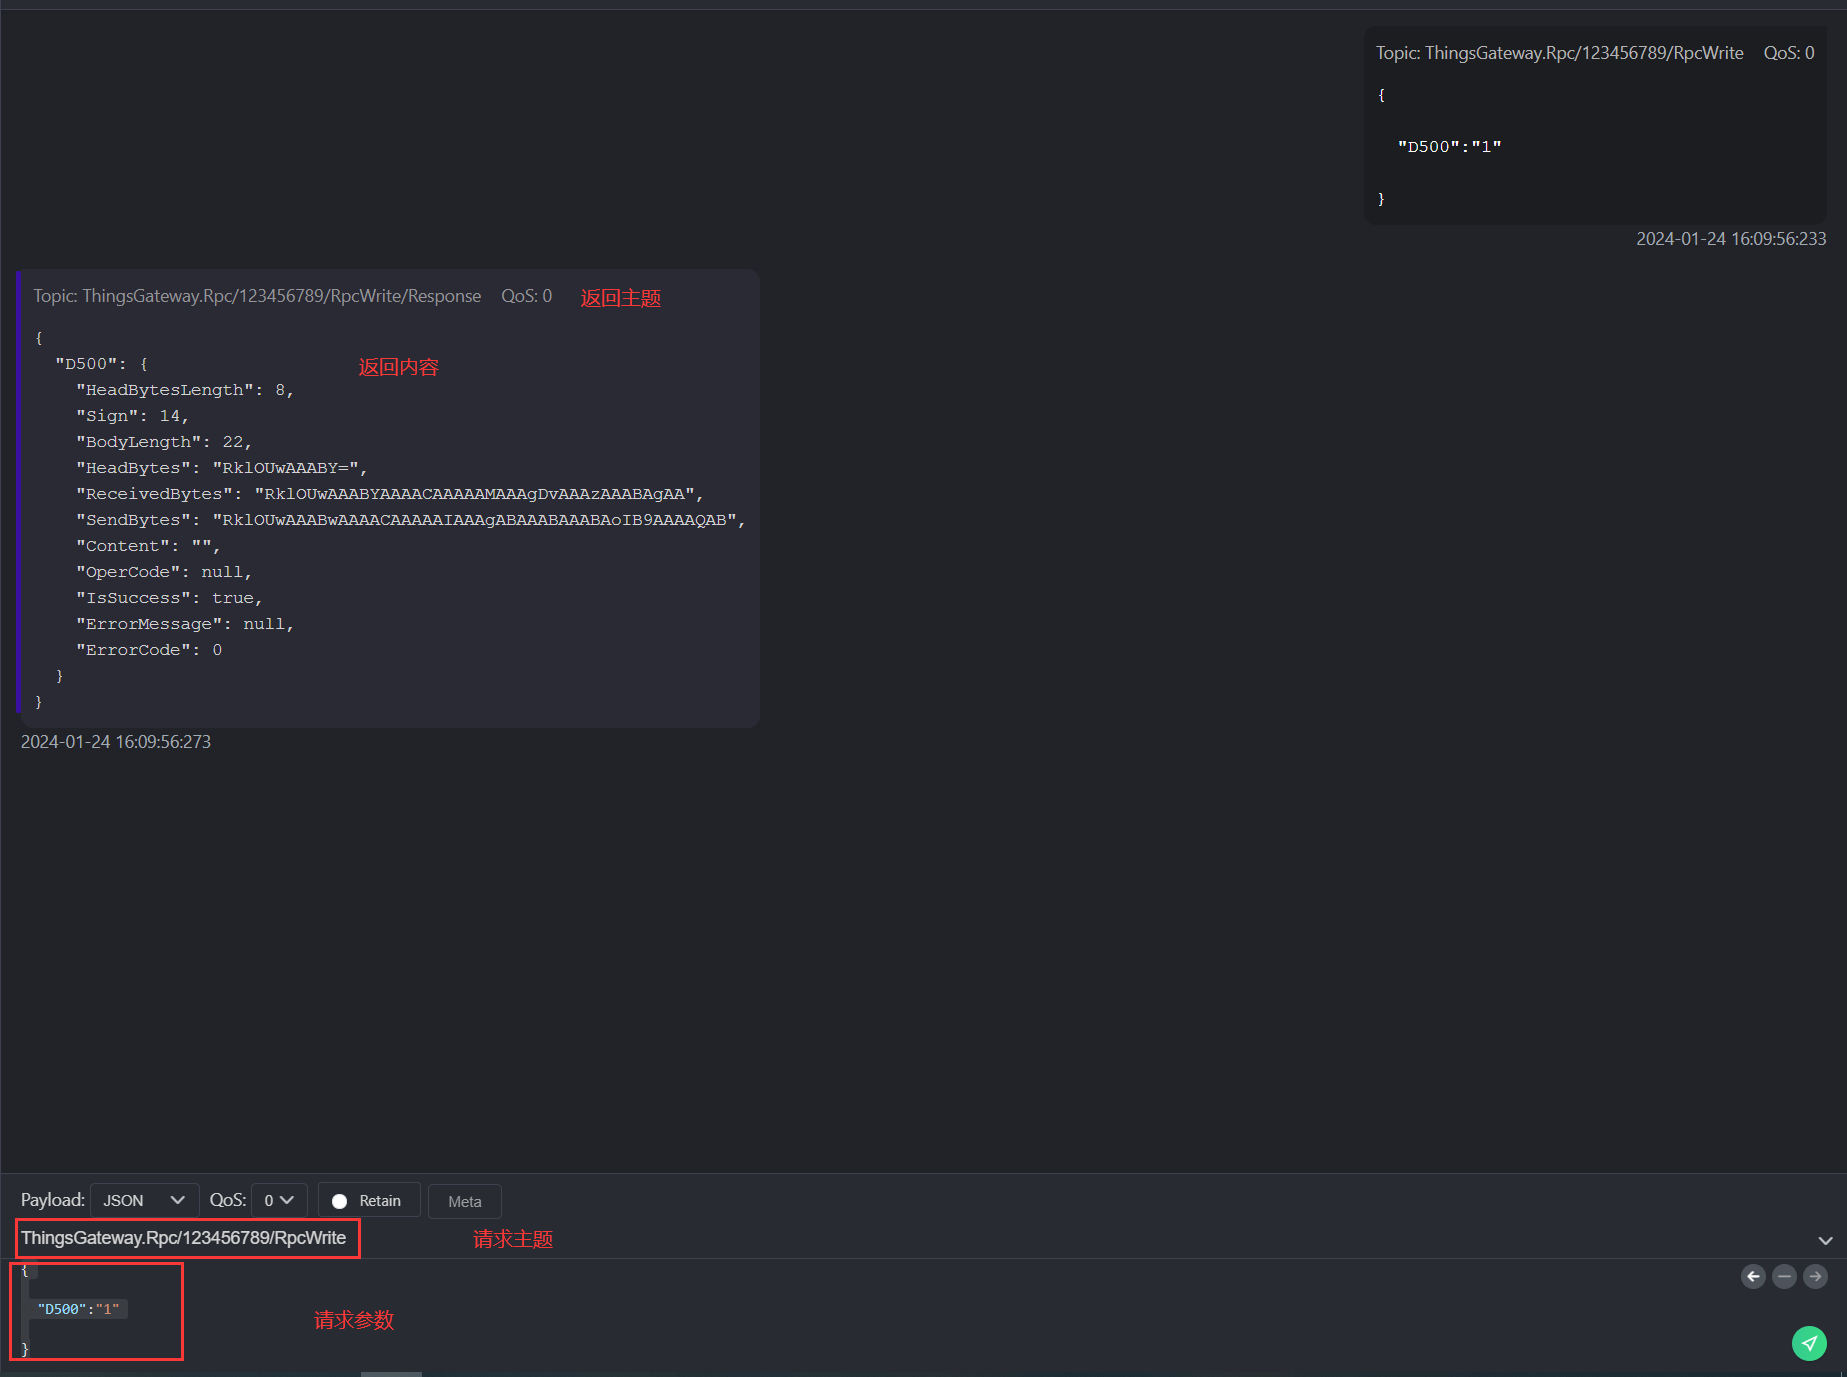 Topic: ThingsGateway.Rpc/123456789/RpcWrite QoS: 0
{
"D500":"1"
}
2024-01-24 16:09:56:233
Topic: ThingsGateway.Rpc/123456789/RpcWrite/Response QoS: 0 返回主题
{
"D500": { 返回内容
"HeadBytesLength": 8,
"Sign": 14,
"BodyLength": 22,
"HeadBytes": "RklOUwAAABY=",
"ReceivedBytes": "RklOUwAAABYAAAACAAAAAMAAAgDvAAAzAAABAgAA",
"SendBytes": "RklOUwAAABwAAAACAAAAAIAAAgABAAABAAABAoIB9AAAAQAB",
"Content": "",
"OperCode": null,
"IsSuccess": true,
"ErrorMessage": null,
"ErrorCode": 0
}
}
2024-01-24 16:09:56:273
Payload: JSON QoS: 0 Retain Meta
ThingsGateway.Rpc/123456789/RpcWrite 请求主题
{
"D500":"1"
请求参数
}